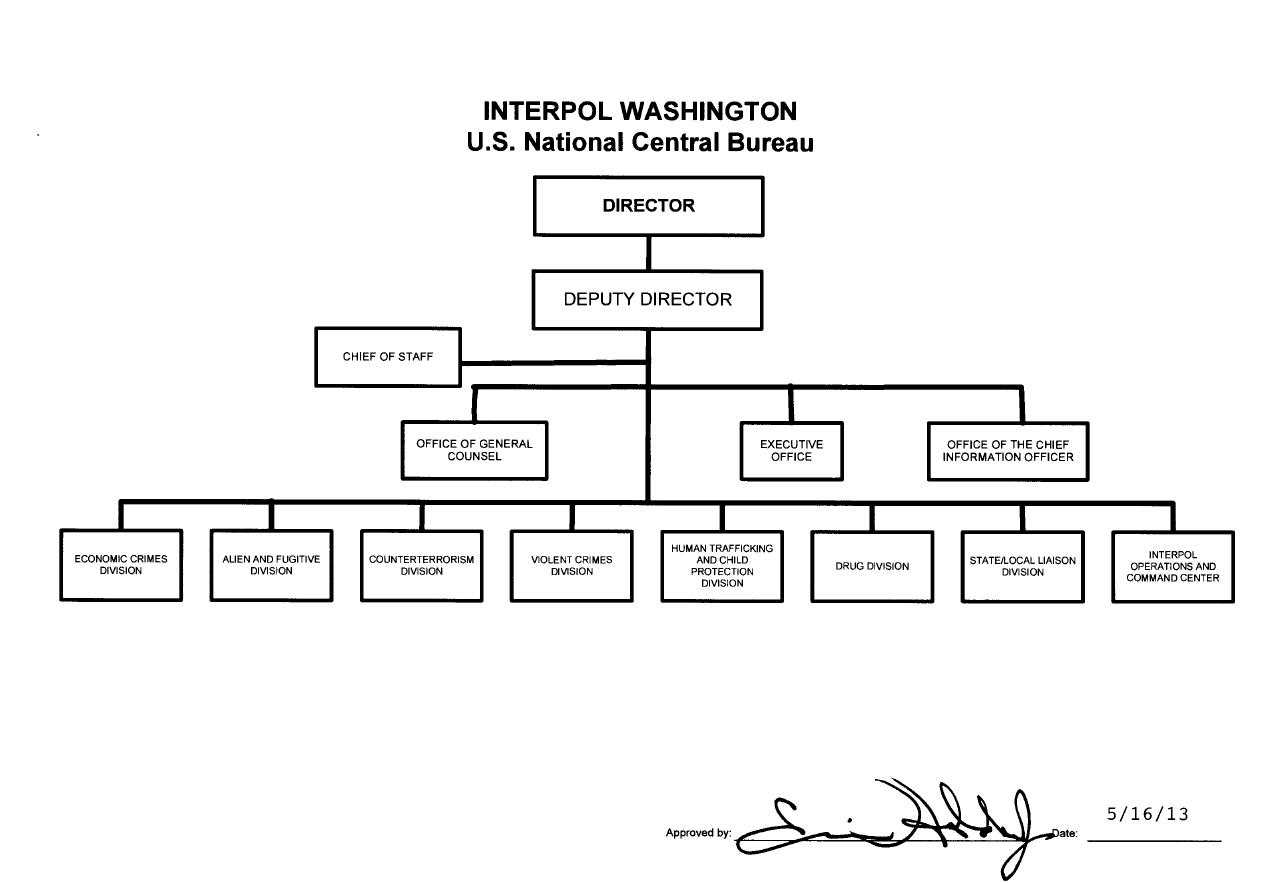 INTERPOL WASHINGTON
U.S. National Central Bureau
DIRECTOR
DEPUTY DIRECTOR
CHIEF OF STAFF
OFFICE OF GENERAL
COUNSEL
EXECUTIVE
OFFICE
OFFICE OF THE CHIEF
INFORMATION OFFICER
ECONOMIC CRIMES
DIVISION
ALIEN AND FUGITIVE
DIVISION
COUNTERTERRORISM
DIVISION
VIOLENT CRIMES
DIVISION
HUMAN TRAFFICKING
AND CHILD
PROTECTION
DIVISION
DRUG DIVISION
STATE/LOCAL LIAISON
DIVISION
INTERPOL
OPERATIONS AND
COMMAND CENTER
Approved by:
Date: 5/16/13